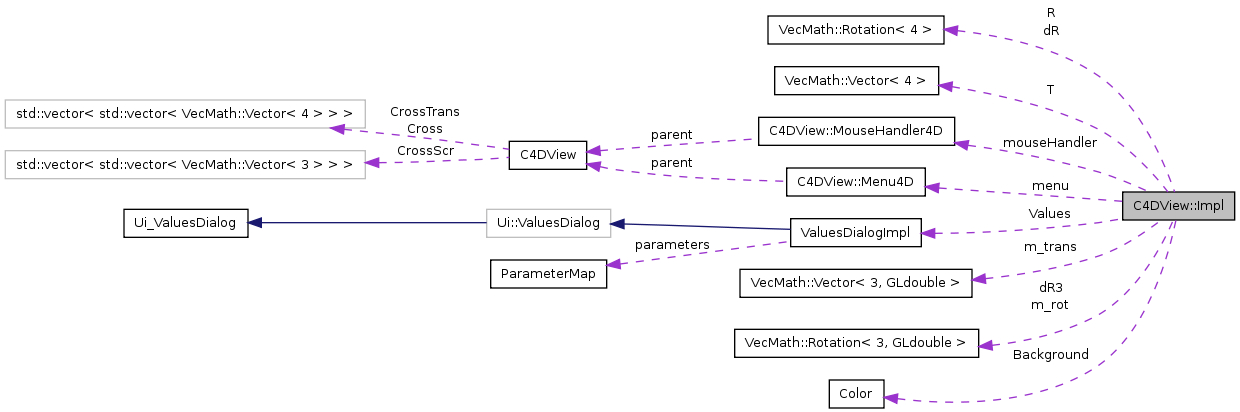 R
dR
VecMath::Rotation< 4 >
VecMath::Vector< 4 >
T
std::vector< std::vector< VecMath::Vector< 4 > > >
CrossTrans
Cross
CrossScr
C4DView
parent
C4DView::MouseHandler4D
mouseHandler
std::vector< std::vector< VecMath::Vector< 3 > > >
parent
C4DView::Menu4D
menu
C4DView::Impl
Ui_ValuesDialog
Ui::ValuesDialog
ValuesDialogImpl
Values
parameters
ParameterMap
m_trans
VecMath::Vector< 3, GLdouble >
dR3
m_rot
VecMath::Rotation< 3, GLdouble >
Background
Color